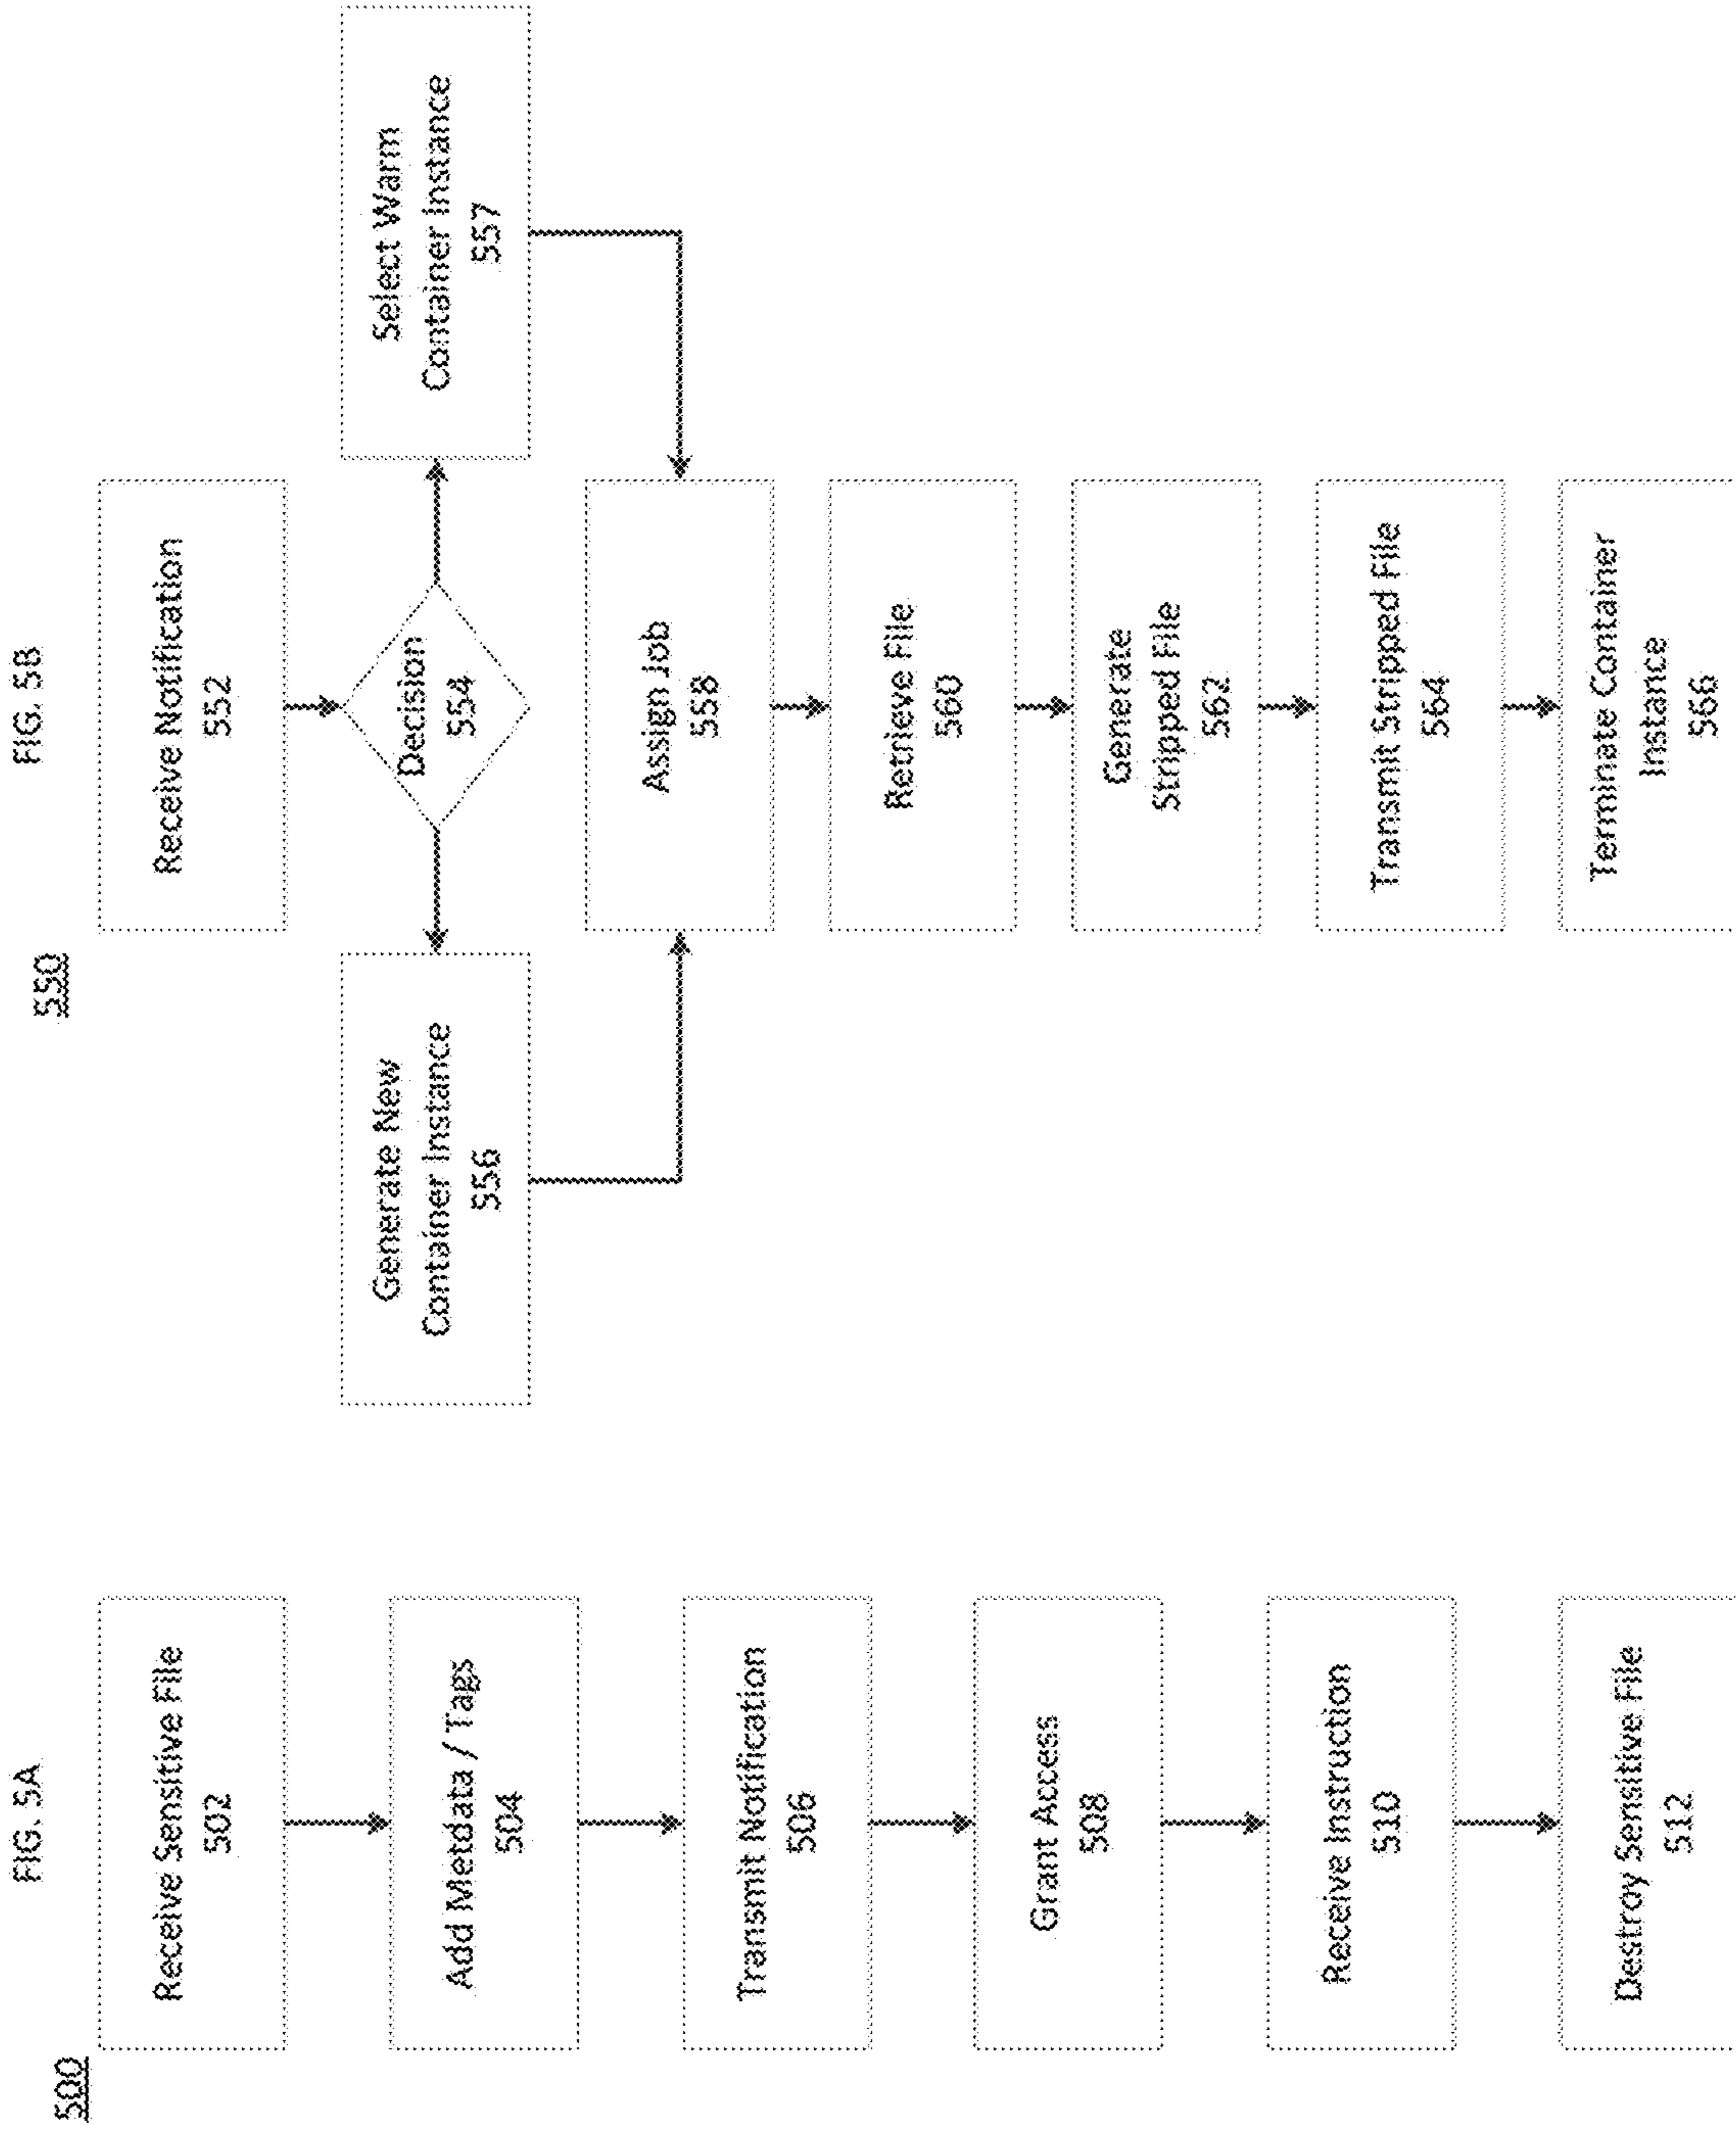 FIG. 5A
500
Receive Sensitive File
502
Add Metdata / Tags
504
Transmit Notification
506
Grant Access
508
Receive Instruction
510
Destroy Sensitive File
512
FIG. 5B
550
Receive Notification
552
Decision
554
Generate New
Container Instance
556
Select Warm
Container Instance
557
Assign Job
558
Retrieve File
560
Generate
Stripped File
562
Transmit Stripped File
564
Terminate Container
Instance
566